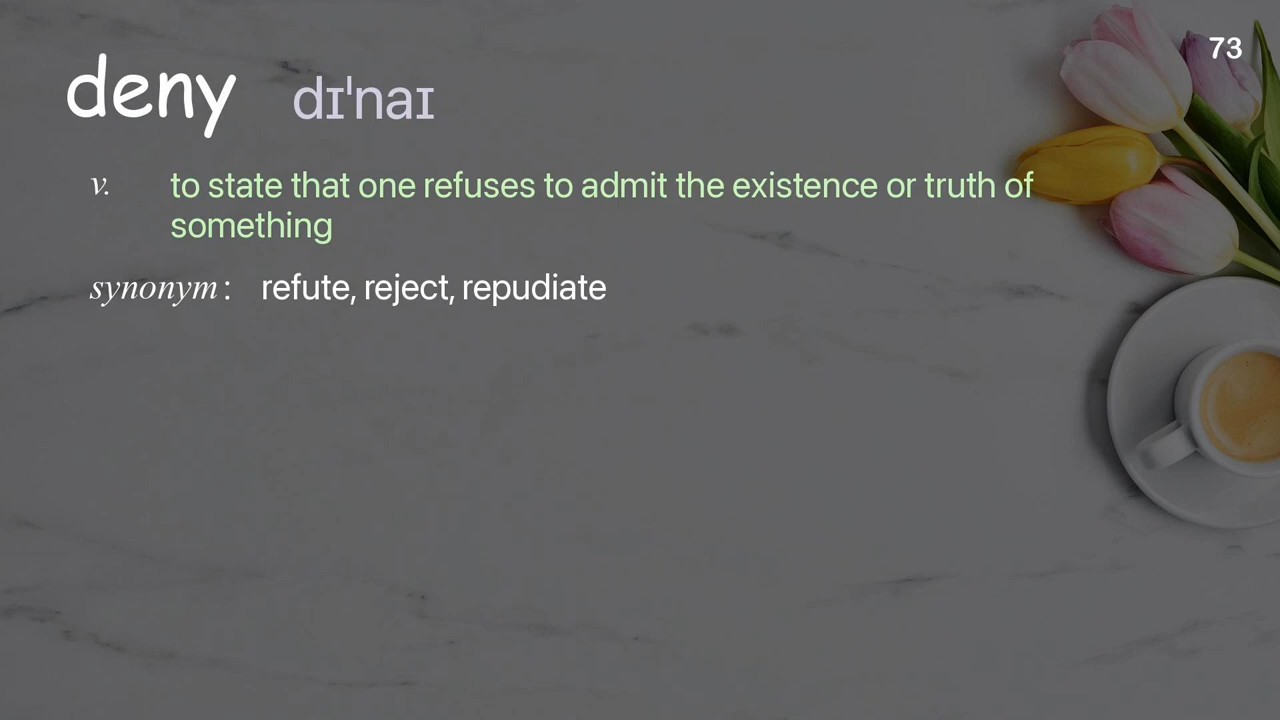 73
deny dɪˈnaɪ
v. to state that one refuses to admit the existence or truth of
something
synonym : refute, reject, repudiate